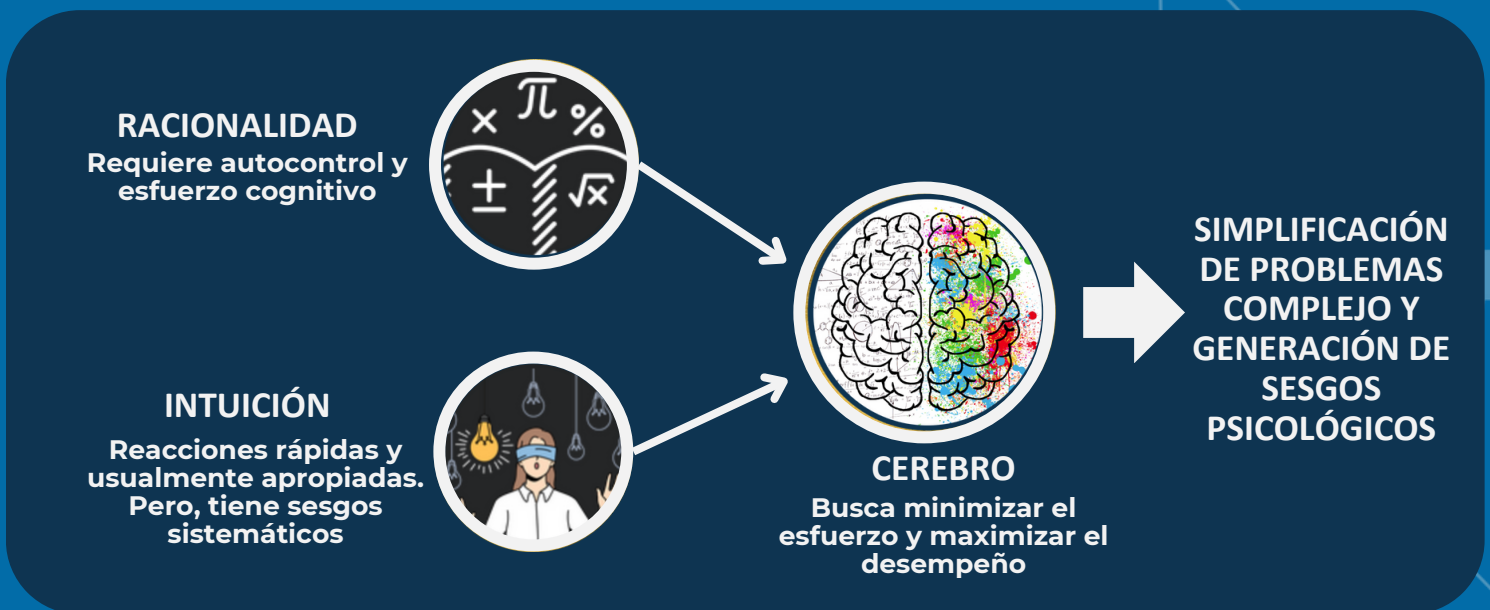 RACIONALIDAD
Requiere autocontrol y
esfuerzo cognitivo
π
×
%
±
√x
INTUICIÓN
Reacciones rápidas y
usualmente apropiadas.
Pero, tiene sesgos
sistemáticos
CEREBRO
Busca minimizar el
esfuerzo y maximizar el
desempeño
SIMPLIFICACIÓN
DE PROBLEMAS
COMPLEJO Y
GENERACIÓN DE
SESGOS
PSICOLÓGICOS